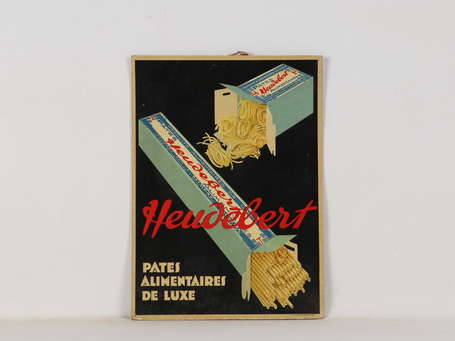 Heudebert
Heudebert
Heudebert
PATES
ALIMENTAIRES
DE LUXE